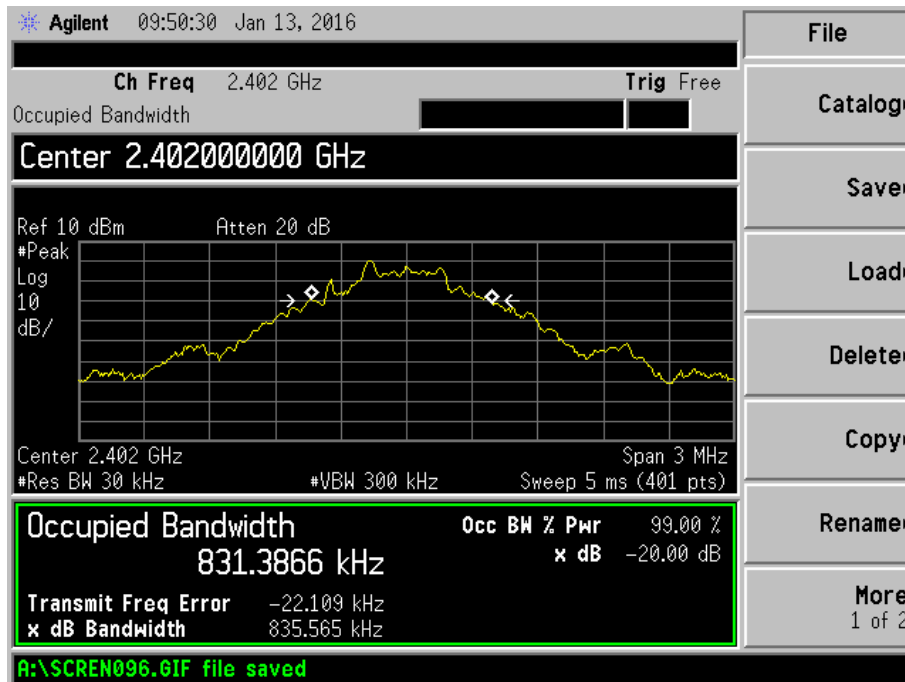 Agilent 09:50:30 Jan 13, 2016
File
Ch Freq 2.402 GHz Trig Free
Occupied Bandwidth
Catalog
Center 2.402000000 GHz
Save
Ref 10 dBm Atten 20 dB
#Peak
Log
10
dB/
Load
Delete
Copy
Center 2.402 GHz Span 3 MHz
#Res BW 30 kHz #VBW 300 kHz Sweep 5 ms (401 pts)
Occupied Bandwidth Occ BW % Pwr 99.00 %
831.3866 kHz x dB -20.00 dB
Rename
Transmit Freq Error -22.109 kHz
x dB Bandwidth 835.565 kHz
More
1 of 2
A:\SCREN096.GIF file saved